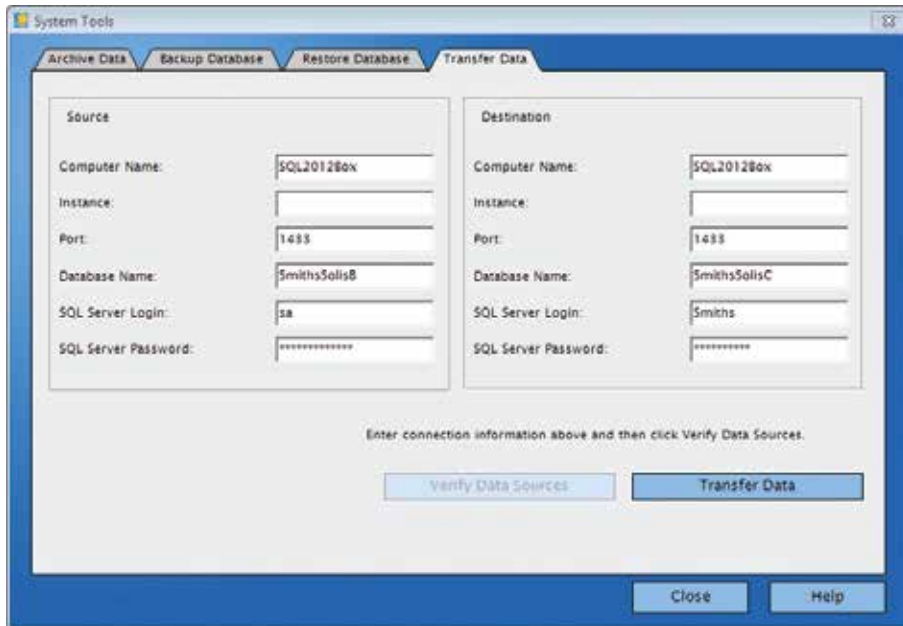 System Tools
Archive Data
Backup Database
Restore Database
Transfer Data
Source
Computer Name: SQL2012Box
Instance:
Port: 1433
Database Name: SmithsSolisB
SQL Server Login: sa
SQL Server Password: *************
Destination
Computer Name: SQL2012Box
Instance:
Port: 1433
Database Name: SmithsSolisC
SQL Server Login: Smiths
SQL Server Password: **********
Enter connection information above and then click Verify Data Sources.
Verify Data Sources
Transfer Data
Close
Help